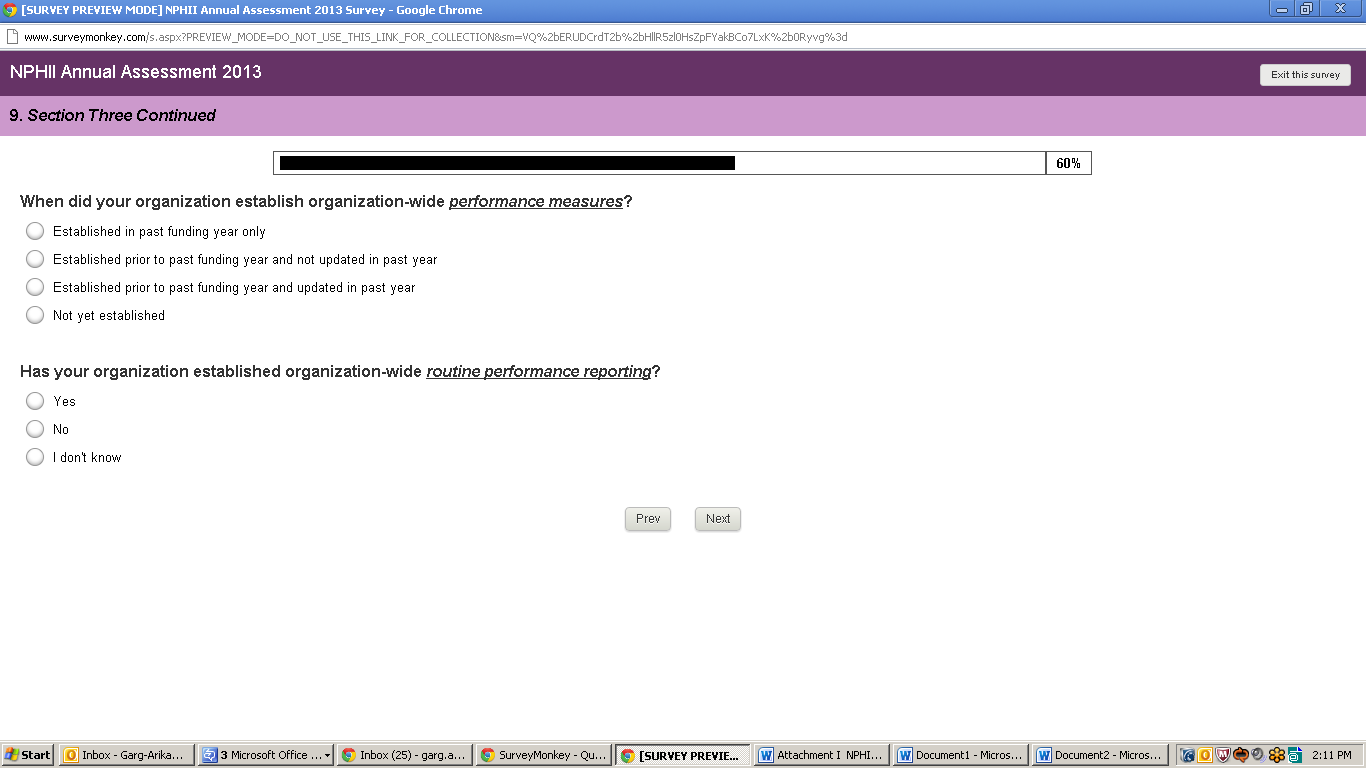 [SURVEY PREVIEW MODE] NPHII Annual Assessment 2013 Survey - Google Chrome
www.surveymonkey.com/s.aspx?PREVIEW_MODE=DO_NOT_USE_THIS_LINK_FOR_COLLECTION&sm=VQ%2bERUDCrdT2b%2bHllR5zl0HsZpFYakBCo7LxK%2b0Ryvg%3d
NPHII Annual Assessment 2013
Exit this survey
9. Section Three Continued
60%
When did your organization establish organization-wide performance measures?
Established in past funding year only
Established prior to past funding year and not updated in past year
Established prior to past funding year and updated in past year
Not yet established
Has your organization established organization-wide routine performance reporting?
Yes
No
I don't know
Prev Next
Start Inbox - Garg-Arika... 3 Microsoft Office ... Inbox (25) - garg.a... SurveyMonkey - Qu... [SURVEY PREVIE... Attachment I NPHI... Document1 - Micros... Document2 - Micros... 2:11 PM